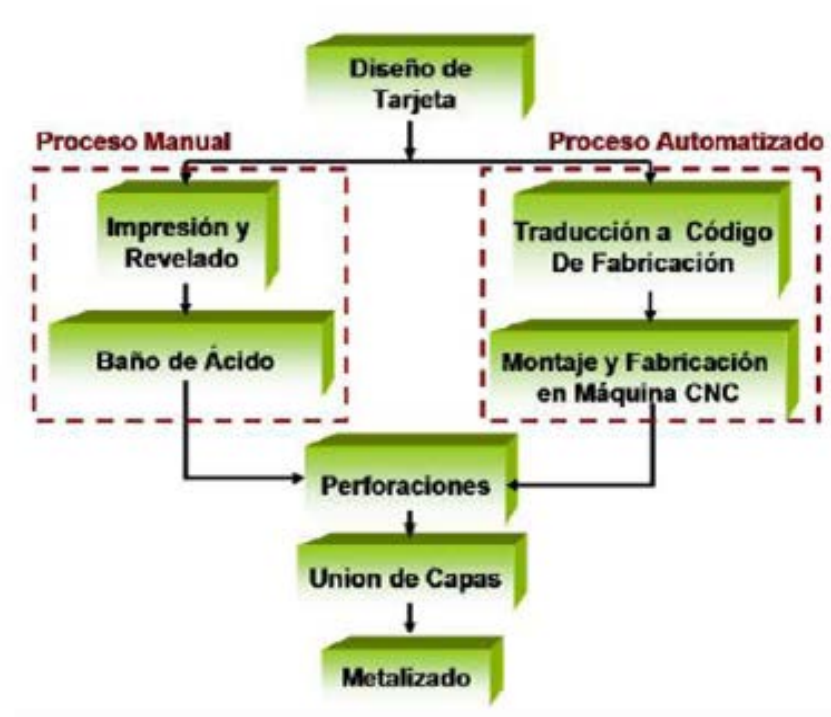 Diseño de
Tarjeta
Proceso Manual
Proceso Automatizado
Impresión y
Revelado
Traducción a Código
De Fabricación
Baño de Ácido
Montaje y Fabricación
en Máquina CNC
Perforaciones
Union de Capas
Metalizado